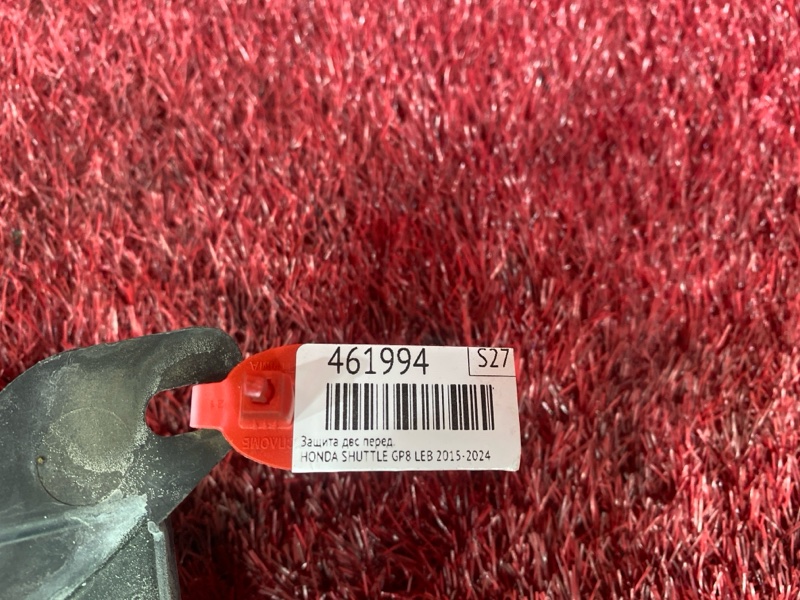 461994
S27
Защита двс перед.
HONDA SHUTTLE GP8 LEB 2015-2024